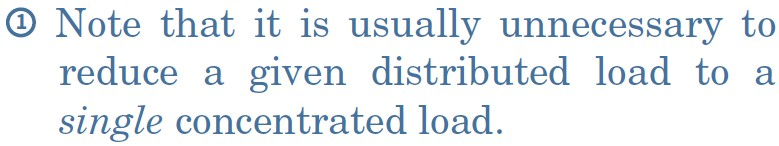 ① Note that it is usually unnecessary to
reduce a given distributed load to a
single concentrated load.